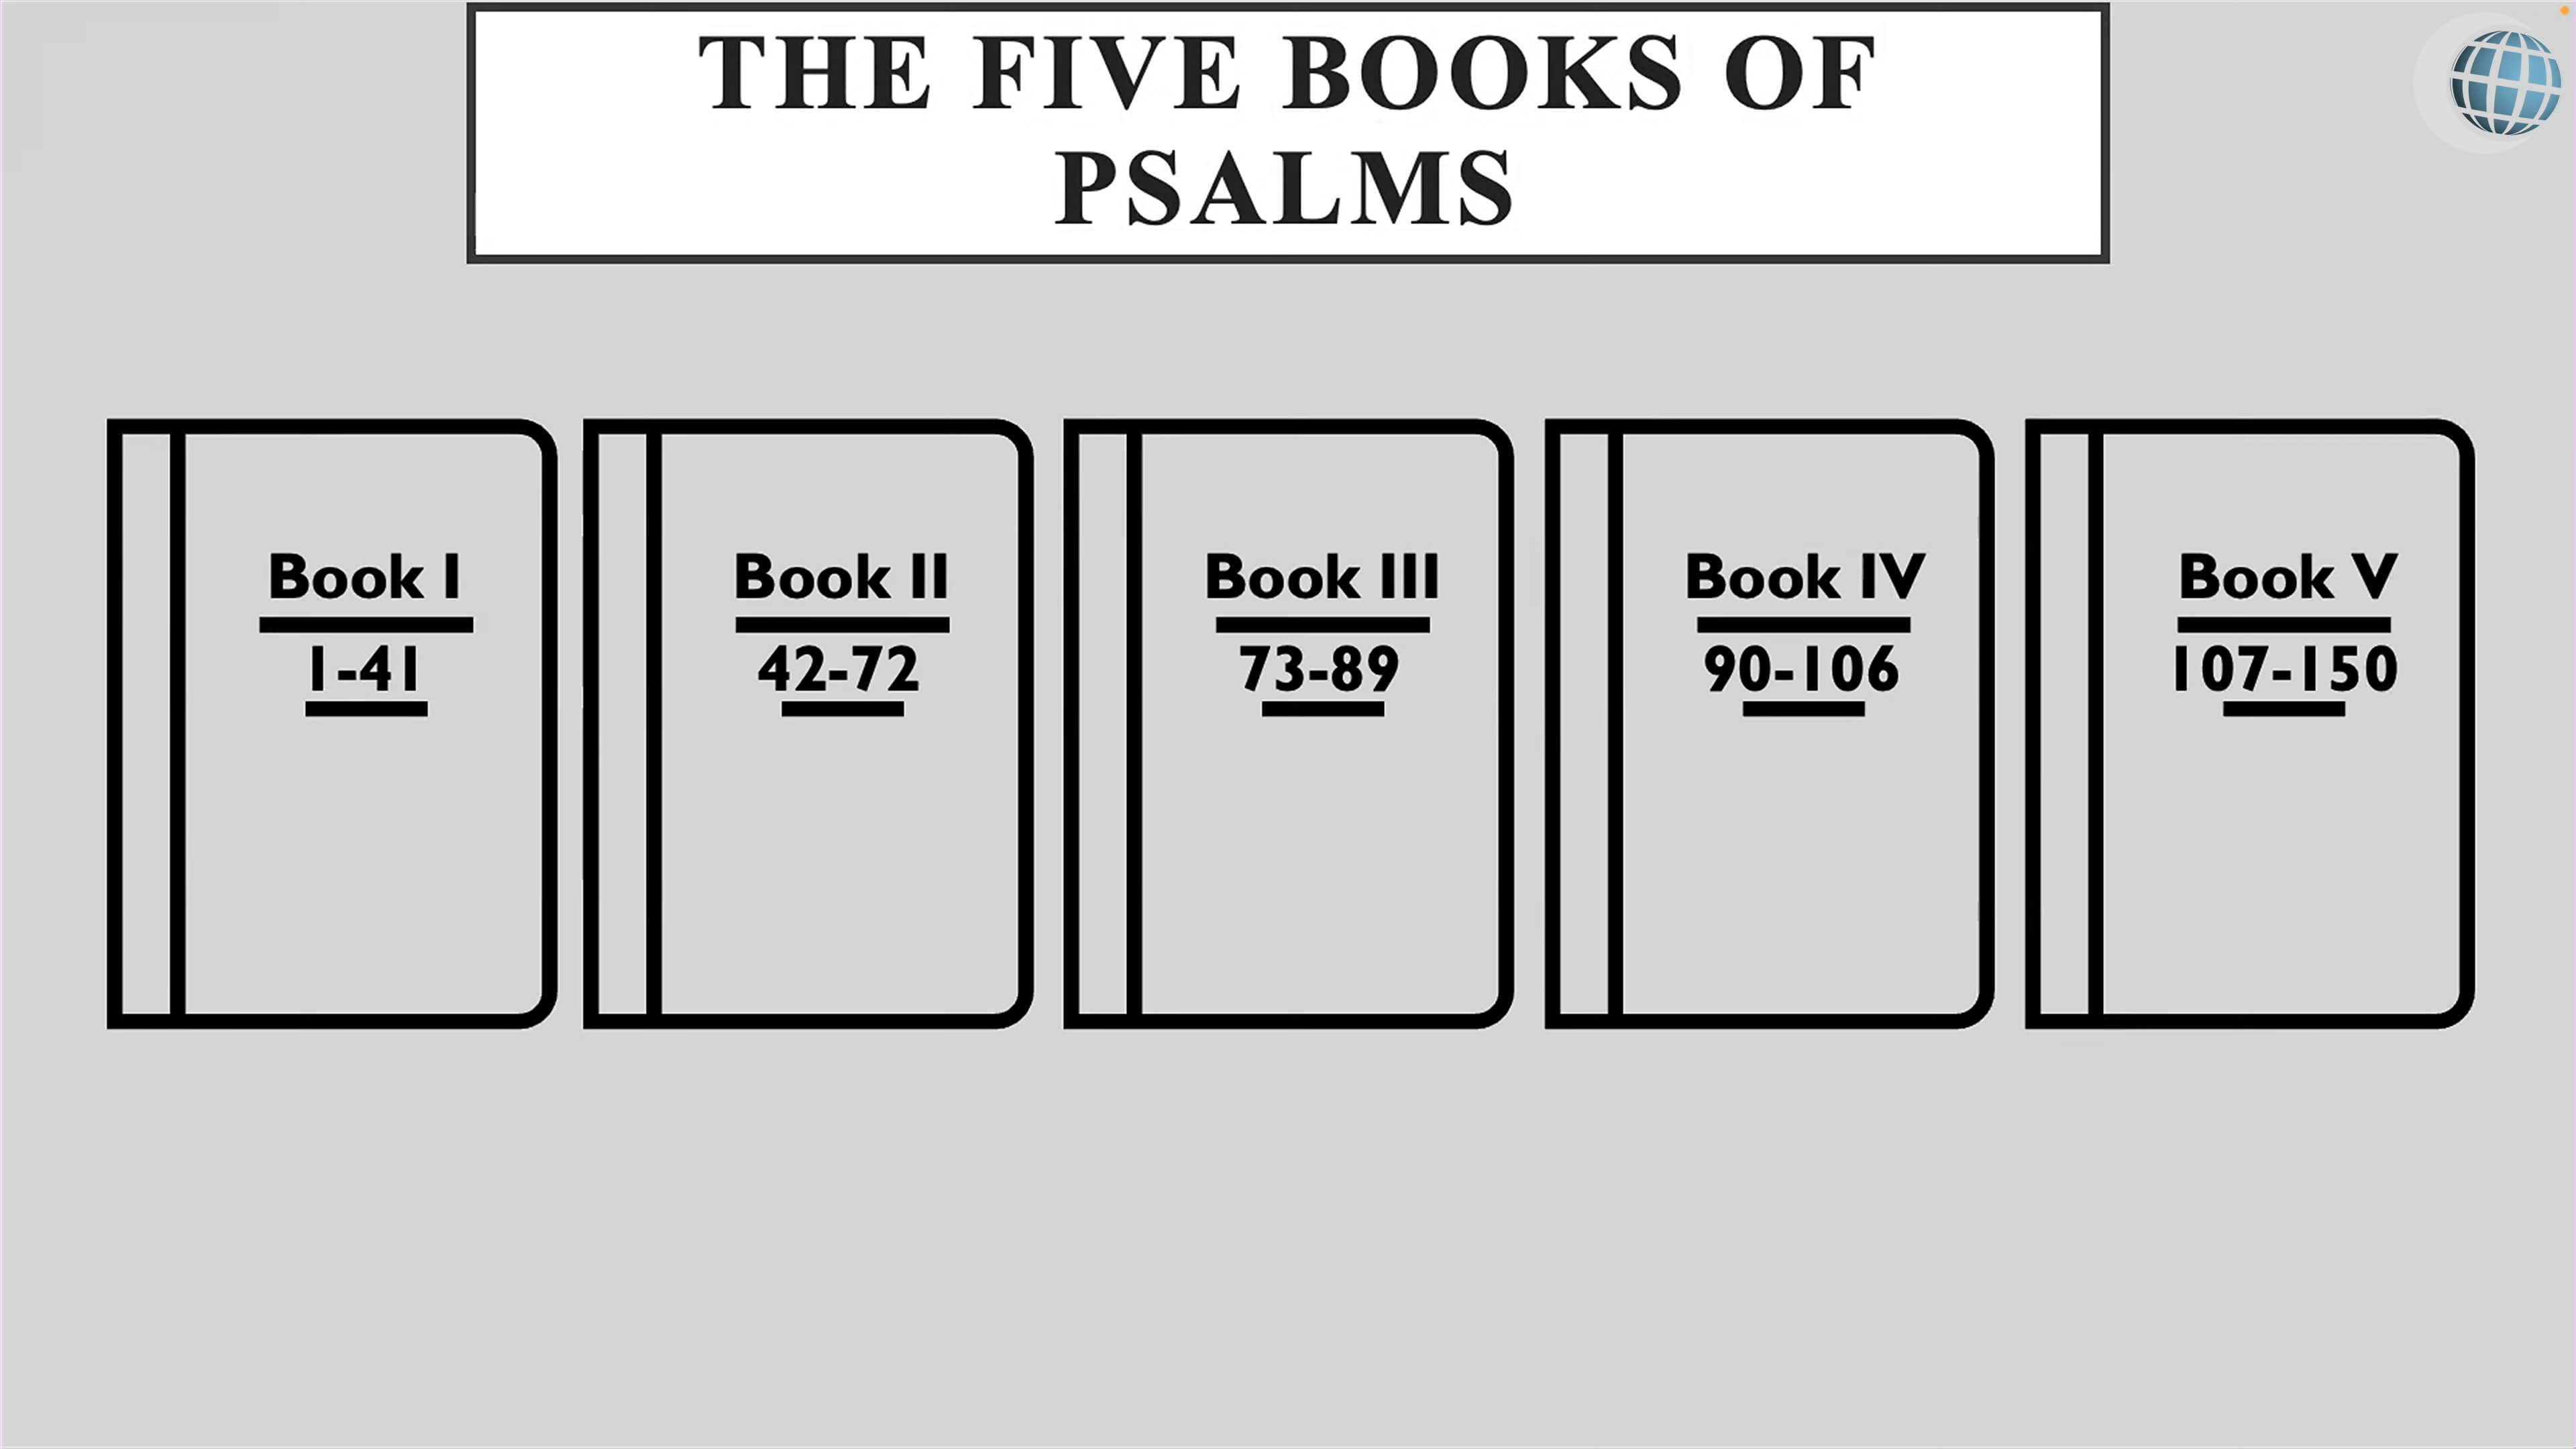 THE FIVE BOOKS OF
PSALMS
Book I
1-41
Book II
42-72
Book III
73-89
Book IV
90-106
Book V
107-150